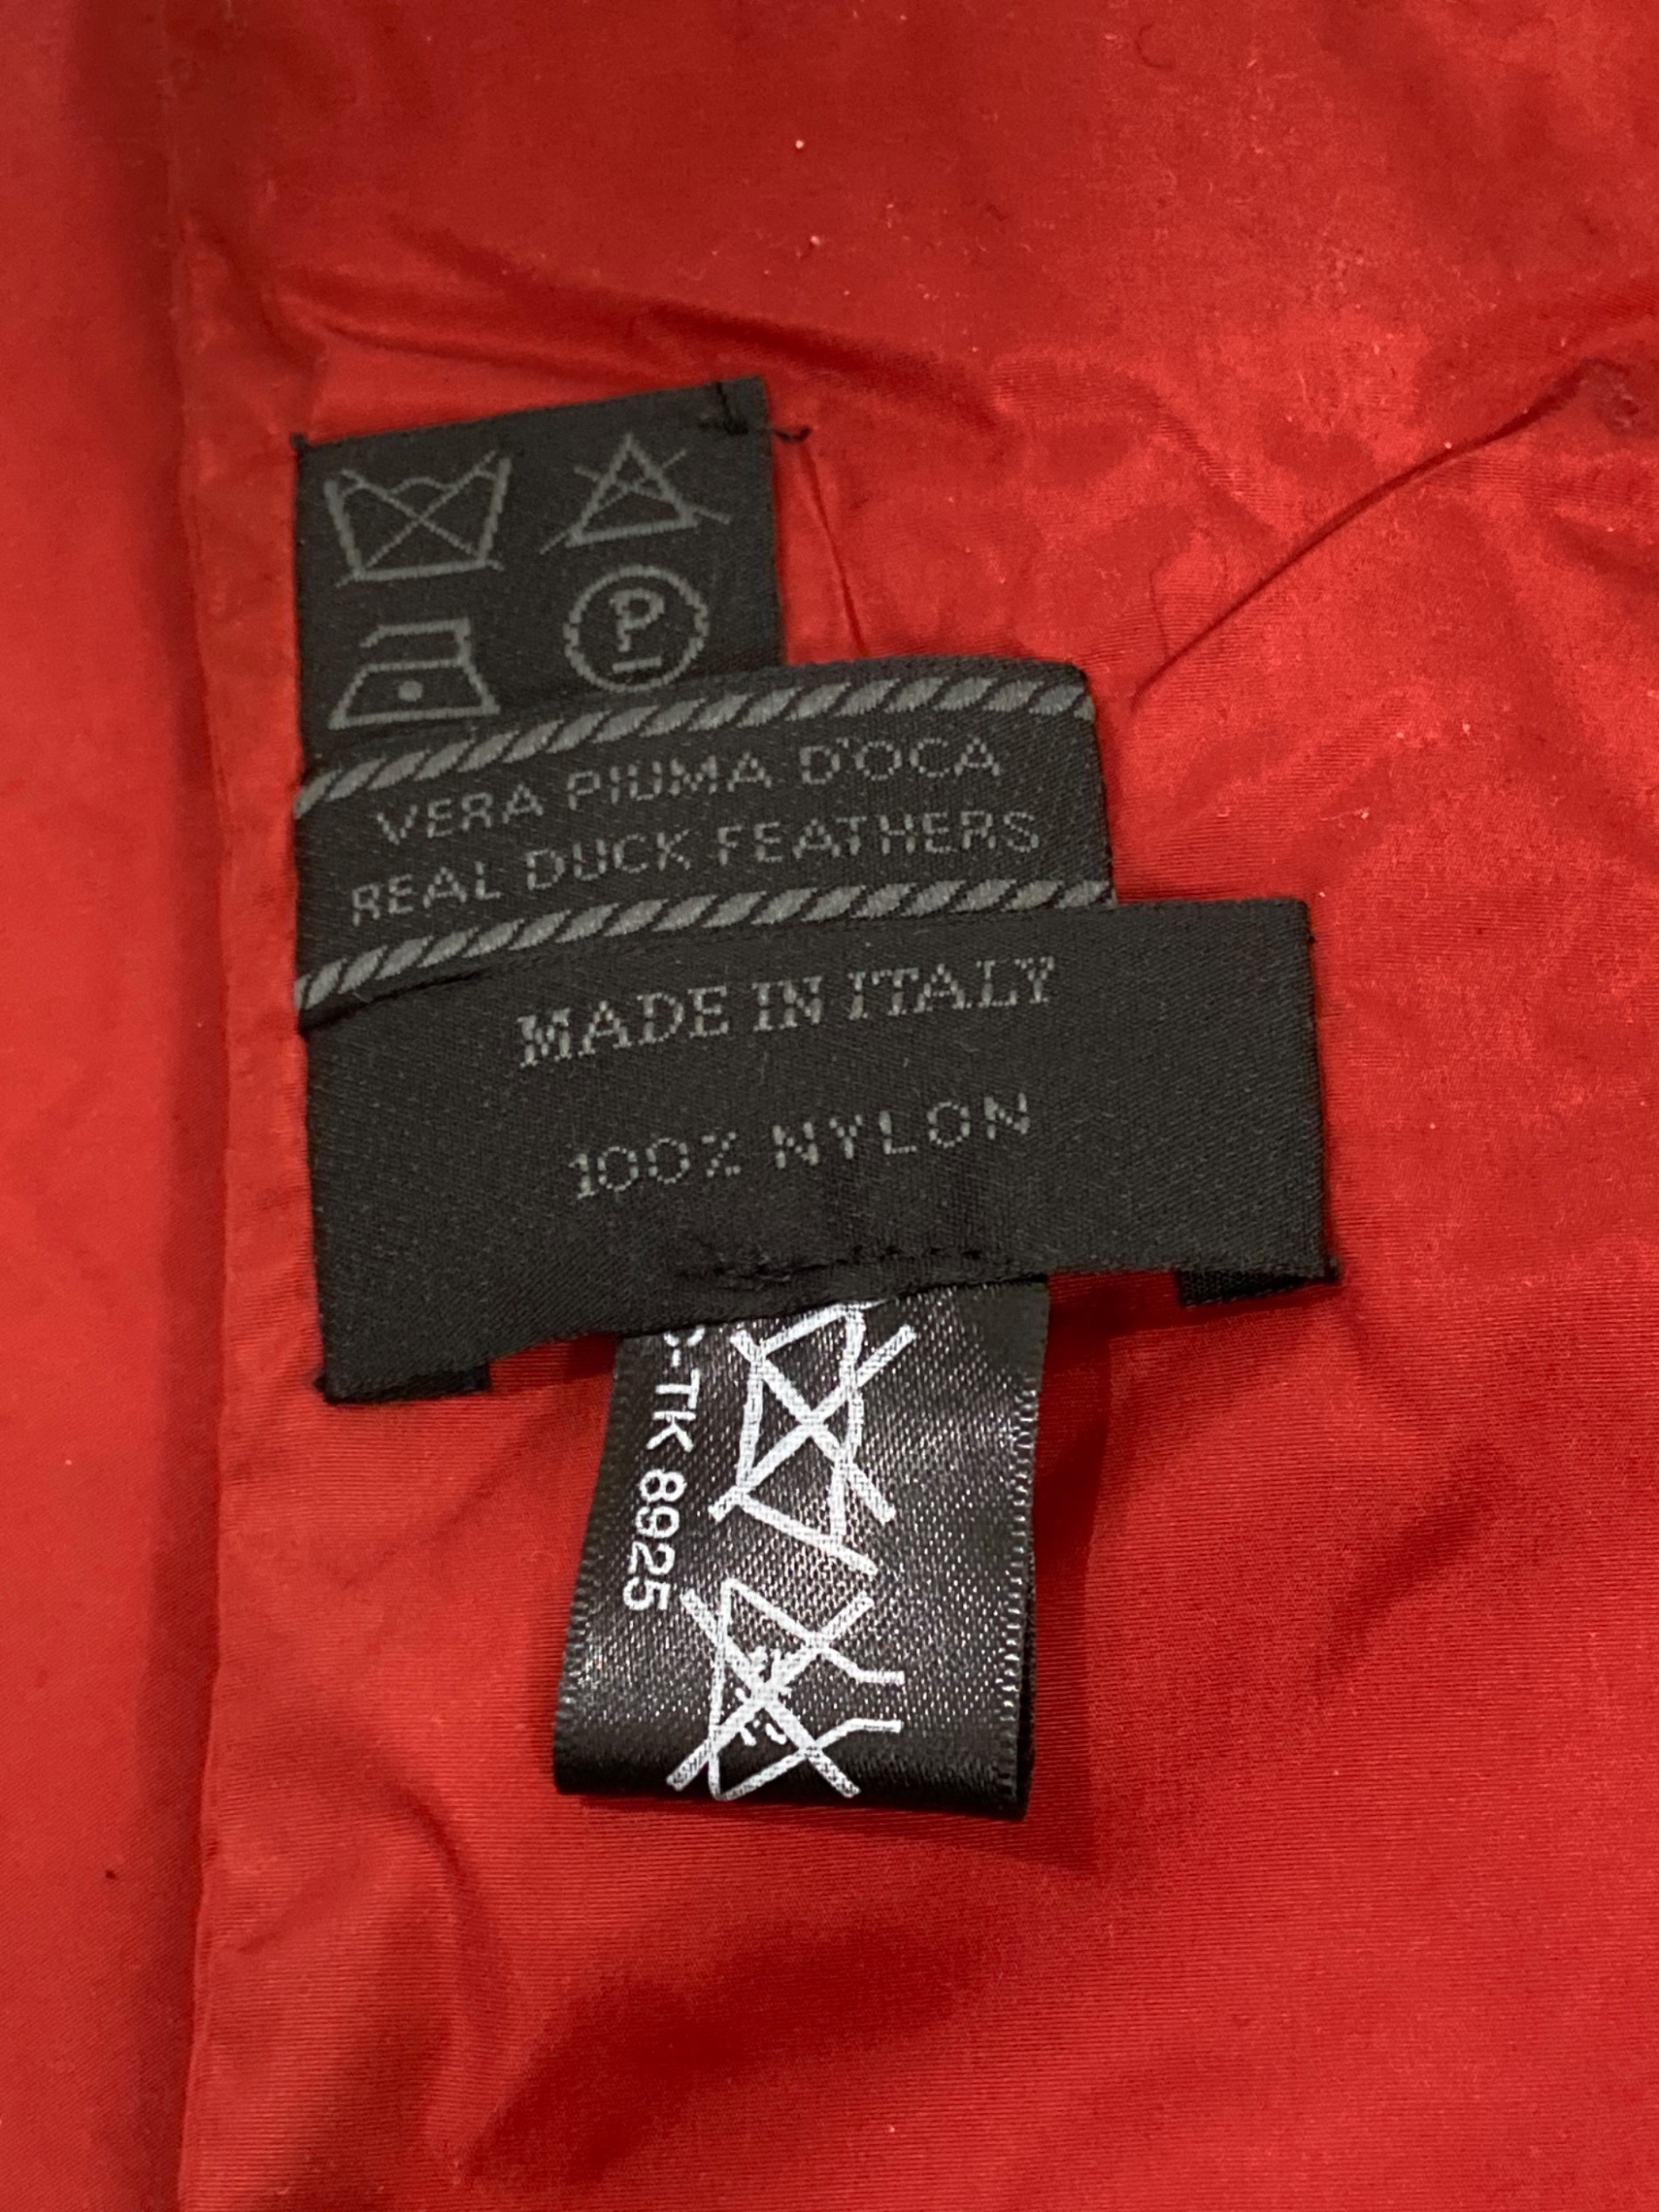 P
VERA PIUMA D'OCA
REAL DUCK FEATHERS
MADE IN ITALY
100% NYLON
-TK 8925